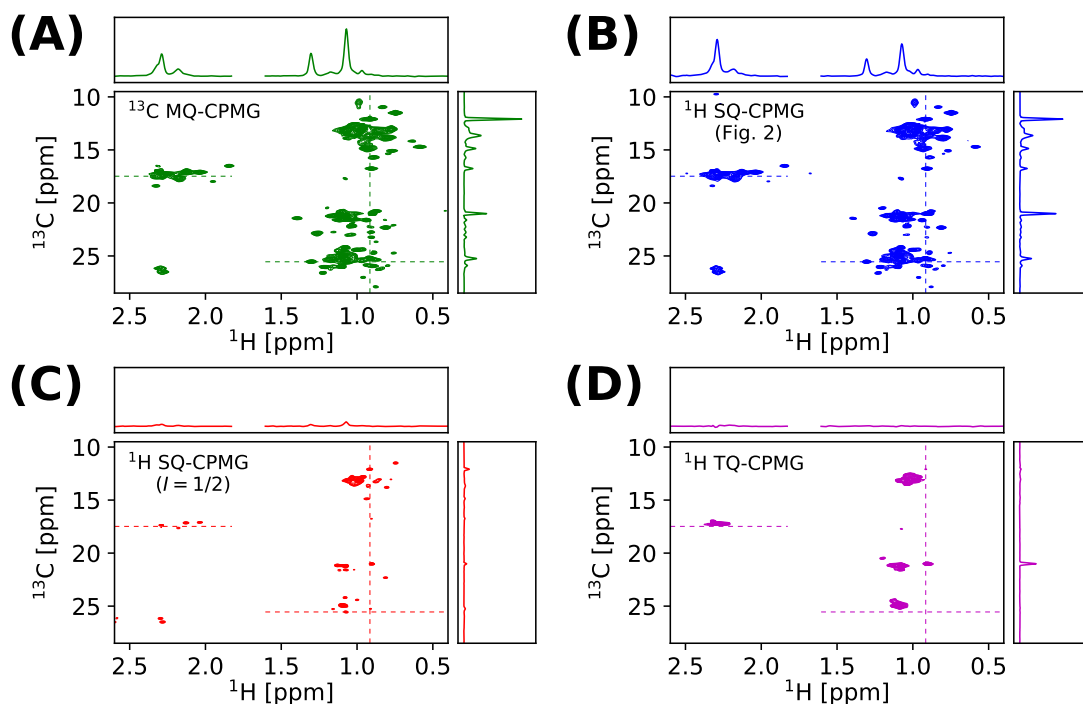 (A)
¹³C MQ-CPMG
10
15
20
25
¹³C [ppm]
2.5 2.0 1.5 1.0 0.5
¹H [ppm]
(B)
¹H SQ-CPMG
(Fig. 2)
10
15
20
25
¹³C [ppm]
2.5 2.0 1.5 1.0 0.5
¹H [ppm]
(C)
¹H SQ-CPMG
(I = 1/2)
10
15
20
25
¹³C [ppm]
2.5 2.0 1.5 1.0 0.5
¹H [ppm]
(D)
¹H TQ-CPMG
10
15
20
25
¹³C [ppm]
2.5 2.0 1.5 1.0 0.5
¹H [ppm]